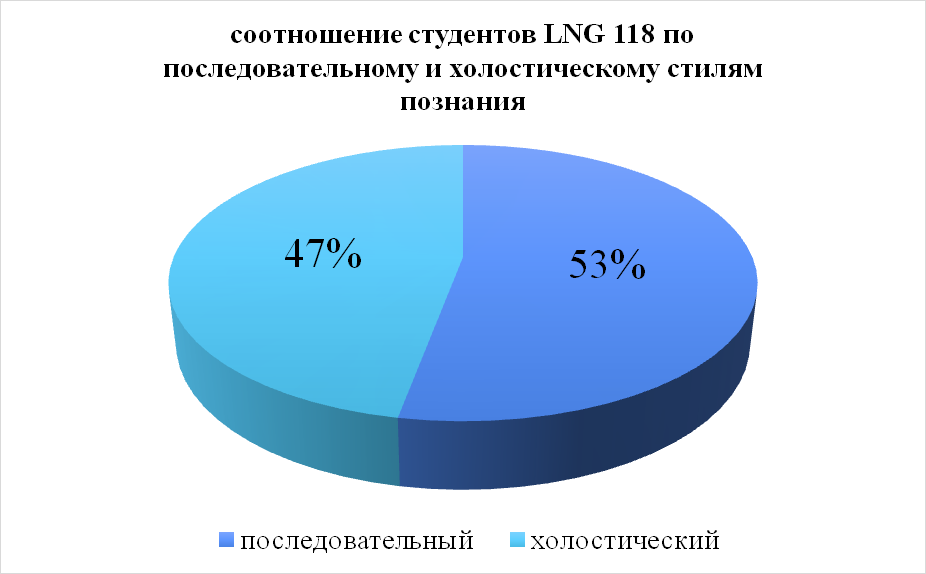 соотношение студентов LNG 118 по
последовательному и холостическому стилям
познания
47%
53%
последовательный
холостический